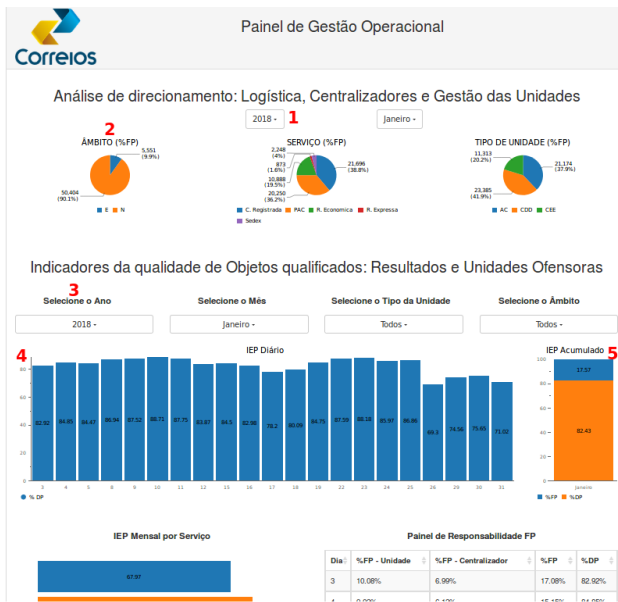 Correios
Painel de Gestão Operacional
Análise de direcionamento: Logística, Centralizadores e Gestão das Unidades
2018 1 Janeiro
2
ÂMBITO (%FP)
5,551
(9.9%)
50,404
(90.1%)
E N
SERVIÇO (%FP)
2,248
(4%)
873
(1.6%)
10,888
(19.5%)
20,250
(36.2%)
21,696
(38.8%)
C. Registrada PAC R. Economica R. Expressa
Sedex
TIPO DE UNIDADE (%FP)
11,313
(20.2%)
21,174
(37.9%)
23,385
(41.9%)
AC CDD CEE
Indicadores da qualidade de Objetos qualificados: Resultados e Unidades Ofensoras
3
Selecione o Ano Selecione o Mês Selecione o Tipo da Unidade Selecione o Âmbito
2018 Janeiro Todos Todos
4
IEP Diário
80
60
40
20
0
82.92 84.85 84.47 86.94 87.52 88.71 87.75 83.87 84.5 82.86 78.2 80.09 84.75 87.59 88.18 85.97 86.86 69.3 74.56 75.65 71.02
3 4 5 8 9 10 11 12 15 16 17 18 19 22 23 24 25 26 29 30 31
% DP
IEP Acumulado 5
100
80
60
40
20
0
17.57
82.43
Janeiro
%FP %DP
IEP Mensal por Serviço
67.97
Painel de Responsabilidade FP
Dia %FP - Unidade %FP - Centralizador %FP %DP
3 10.08% 6.99% 17.08% 82.92%